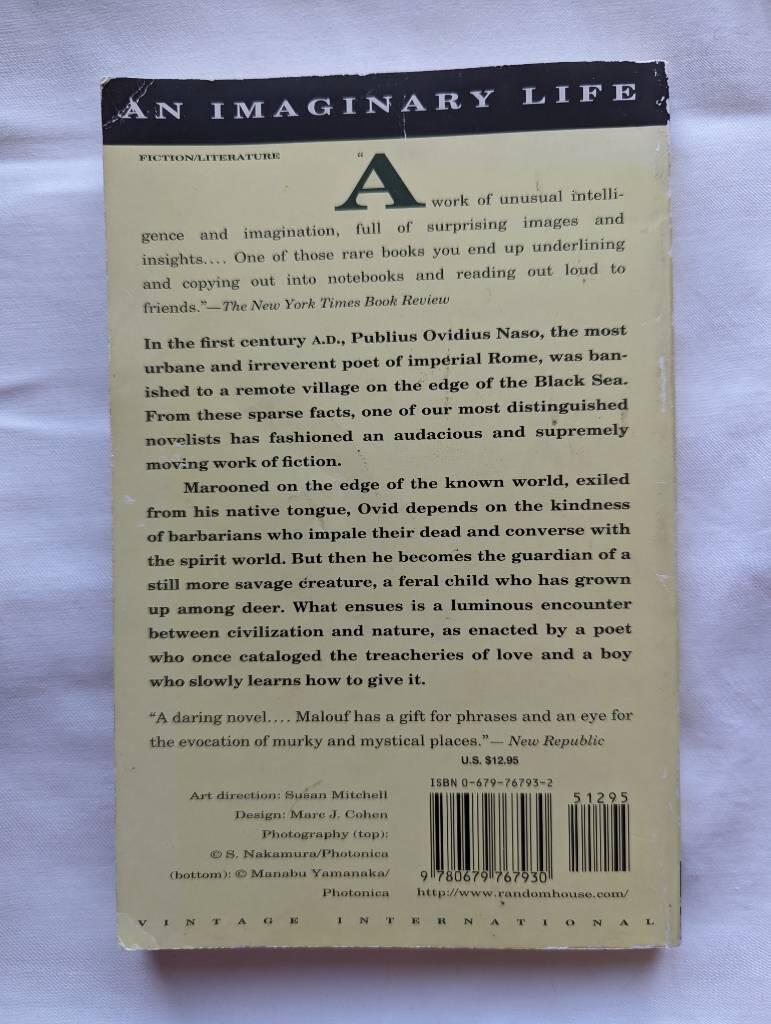 AN IMAGINARY LIFE
FICTION/LITERATURE
"A work of unusual intelli-
gence and imagination, full of surprising images and
insights.... One of those rare books you end up underlining
and copying out into notebooks and reading out loud to
friends."—The New York Times Book Review
In the first century A.D., Publius Ovidius Naso, the most
urbane and irreverent poet of imperial Rome, was ban-
ished to a remote village on the edge of the Black Sea.
From these sparse facts, one of our most distinguished
novelists has fashioned an audacious and supremely
moving work of fiction.
Marooned on the edge of the known world, exiled
from his native tongue, Ovid depends on the kindness
of barbarians who impale their dead and converse with
the spirit world. But then he becomes the guardian of a
still more savage creature, a feral child who has grown
up among deer. What ensues is a luminous encounter
between civilization and nature, as enacted by a poet
who once cataloged the treacheries of love and a boy
who slowly learns how to give it.
"A daring novel.... Malouf has a gift for phrases and an eye for
the evocation of murky and mystical places."— New Republic
U.S. $12.95
ISBN 0-679-76793-2
51295
Art direction: Susan Mitchell
Design: Marc J. Cohen
Photography (top):
© S. Nakamura/Photonica
(bottom): © Manabu Yamanaka/
Photonica
9 780679 767930
http://www.randomhouse.com/
VINTAGE INTERNATIONAL